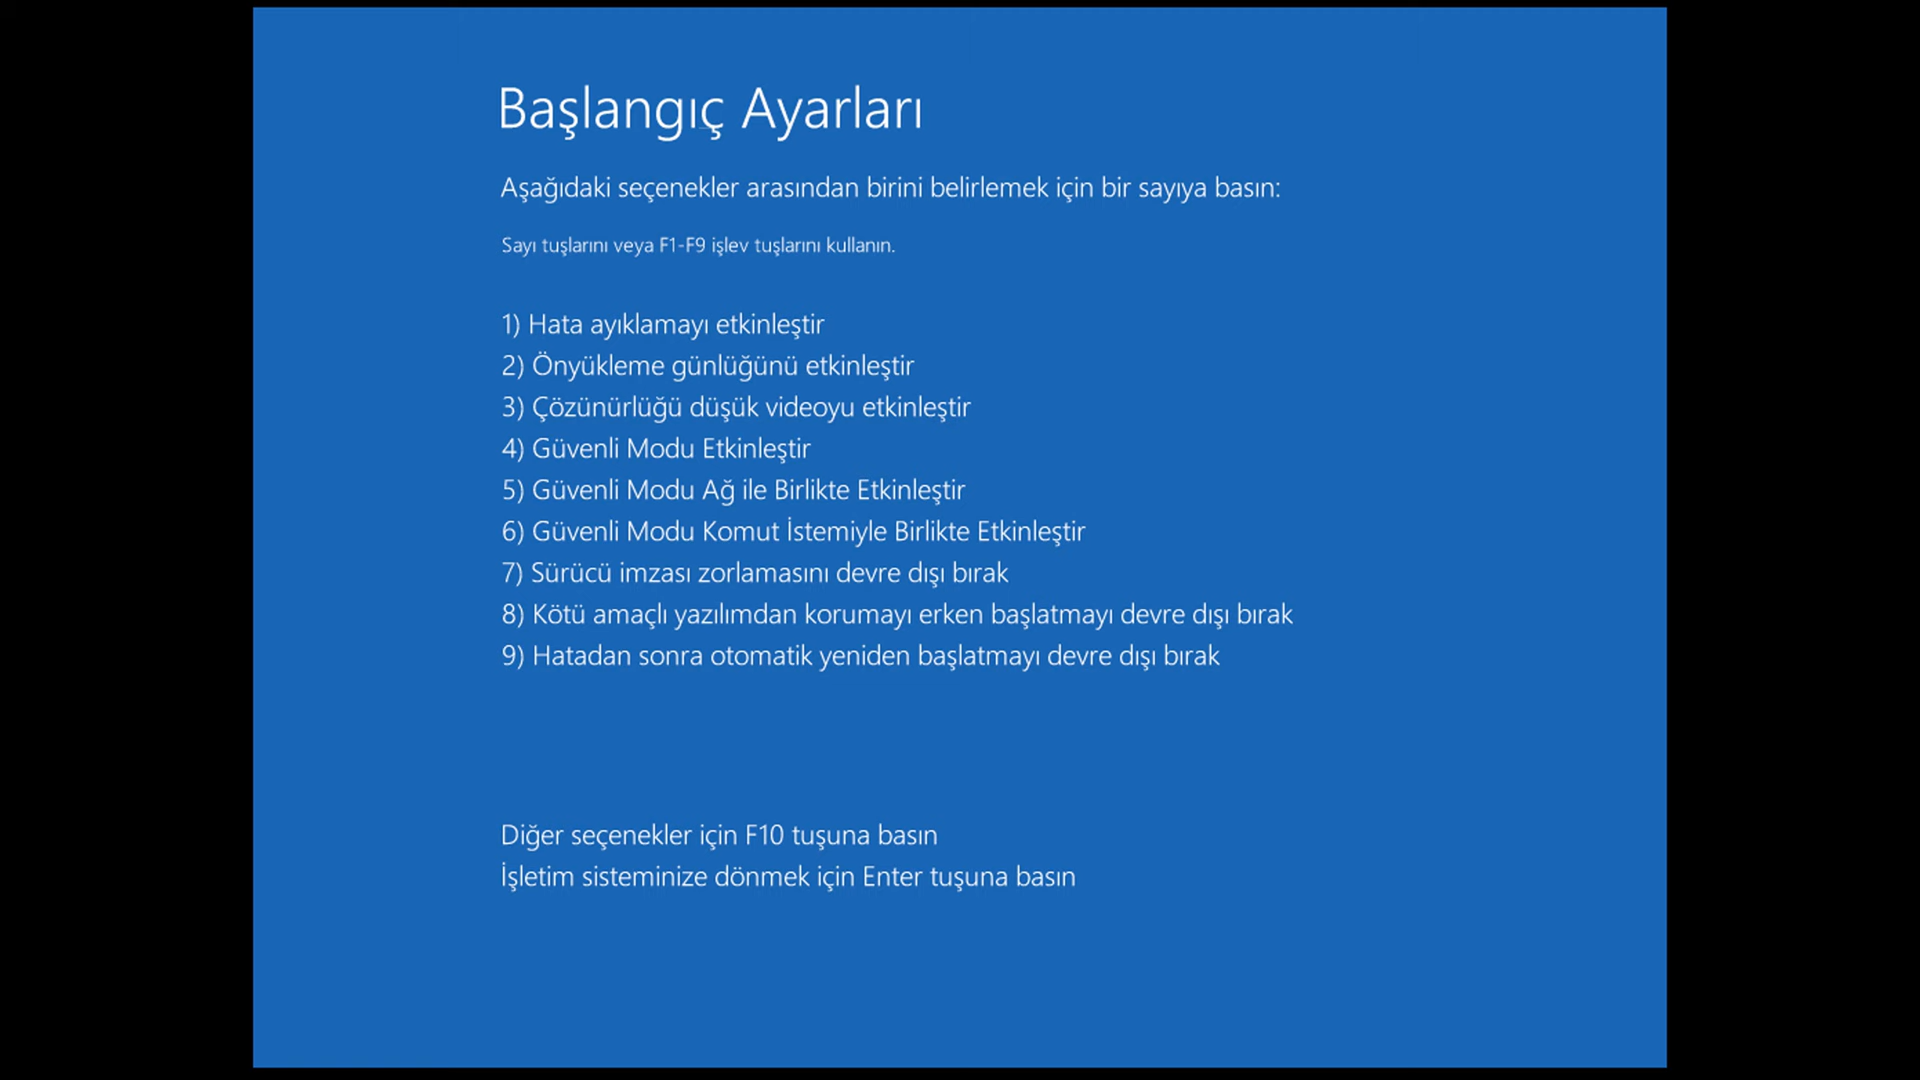 Başlangıç Ayarları
Aşağıdaki seçenekler arasından birini belirlemek için bir sayıya basın:
Sayı tuşlarını veya F1-F9 işlev tuşlarını kullanın.
1) Hata ayıklamayı etkinleştir
2) Önyükleme günlüğünü etkinleştir
3) Çözünürlüğü düşük videoyu etkinleştir
4) Güvenli Modu Etkinleştir
5) Güvenli Modu Ağ ile Birlikte Etkinleştir
6) Güvenli Modu Komut İstemiyle Birlikte Etkinleştir
7) Sürücü imzası zorlamasını devre dışı bırak
8) Kötü amaçlı yazılımdan korumayı erken başlatmayı devre dışı bırak
9) Hatadan sonra otomatik yeniden başlatmayı devre dışı bırak
Diğer seçenekler için F10 tuşuna basın
İşletim sisteminize dönmek için Enter tuşuna basın